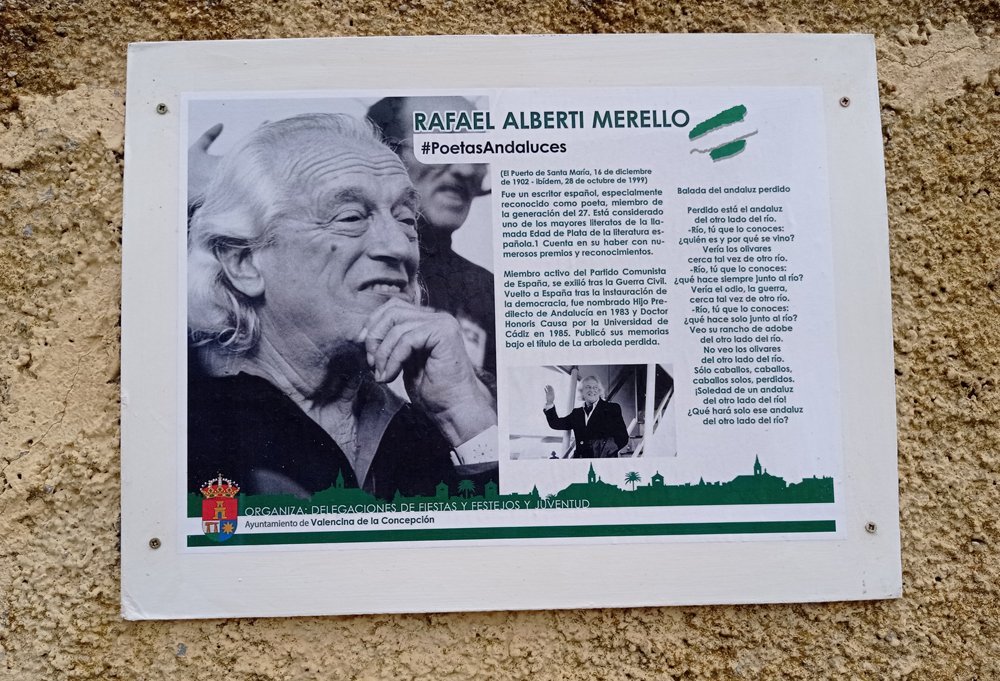 RAFAEL ALBERTI MERELLO
#PoetasAndaluces
(El Puerto de Santa María, 16 de diciembre
de 1902 - ibídem, 28 de octubre de 1999)
Fue un escritor español, especialmente
reconocido como poeta, miembro de
la generación del 27. Está considerado
uno de los mayores literatos de la lla-
mada Edad de Plata de la literatura es-
pañola.1 Cuenta en su haber con nu-
merosos premios y reconocimientos.
Miembro activo del Partido Comunista
de España, se exilió tras la Guerra Civil.
Vuelto a España tras la instauración de
la democracia, fue nombrado Hijo Pre-
dilecto de Andalucía en 1983 y Doctor
Honoris Causa por la Universidad de
Cádiz en 1985. Publicó sus memorias
bajo el título de La arboleda perdida.
Balada del andaluz perdido
Perdido está el andaluz
del otro lado del río.
-Río, tú que lo conoces:
¿quién es y por qué se vino?
Vería los olivares
cerca tal vez de otro río.
-Río, tú que lo conoces:
¿qué hace siempre junto al río?
Vería el odio, la guerra,
cerca tal vez de otro río.
-Río, tú que lo conoces:
¿qué hace solo junto al río?
Veo su rancho de adobe
del otro lado del río.
No veo los olivares
del otro lado del río.
Sólo caballos, caballos,
caballos solos, perdidos.
¡Soledad de un andaluz
del otro lado del río!
¿Qué hará solo ese andaluz
del otro lado del río?
ORGANIZA: DELEGACIONES DE FIESTAS Y FESTEJOS Y JUVENTUD
Ayuntamiento de Valencina de la Concepción